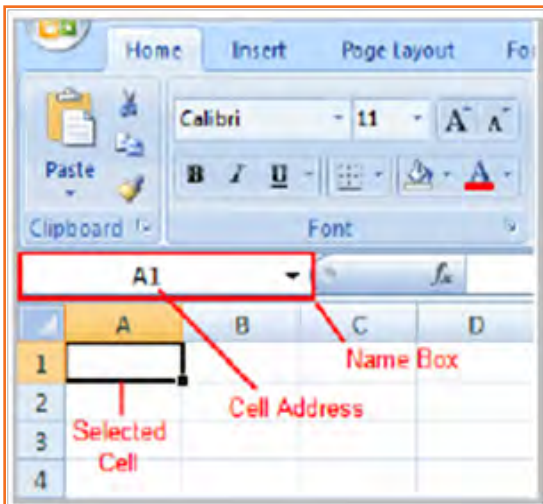 Home Insert Page Layout Fo
Calibri 11 A A
Paste B I U A
Clipboard Font
A1 fx
A B C D
1
Name Box
2 Cell Address
3 Selected
Cell
4